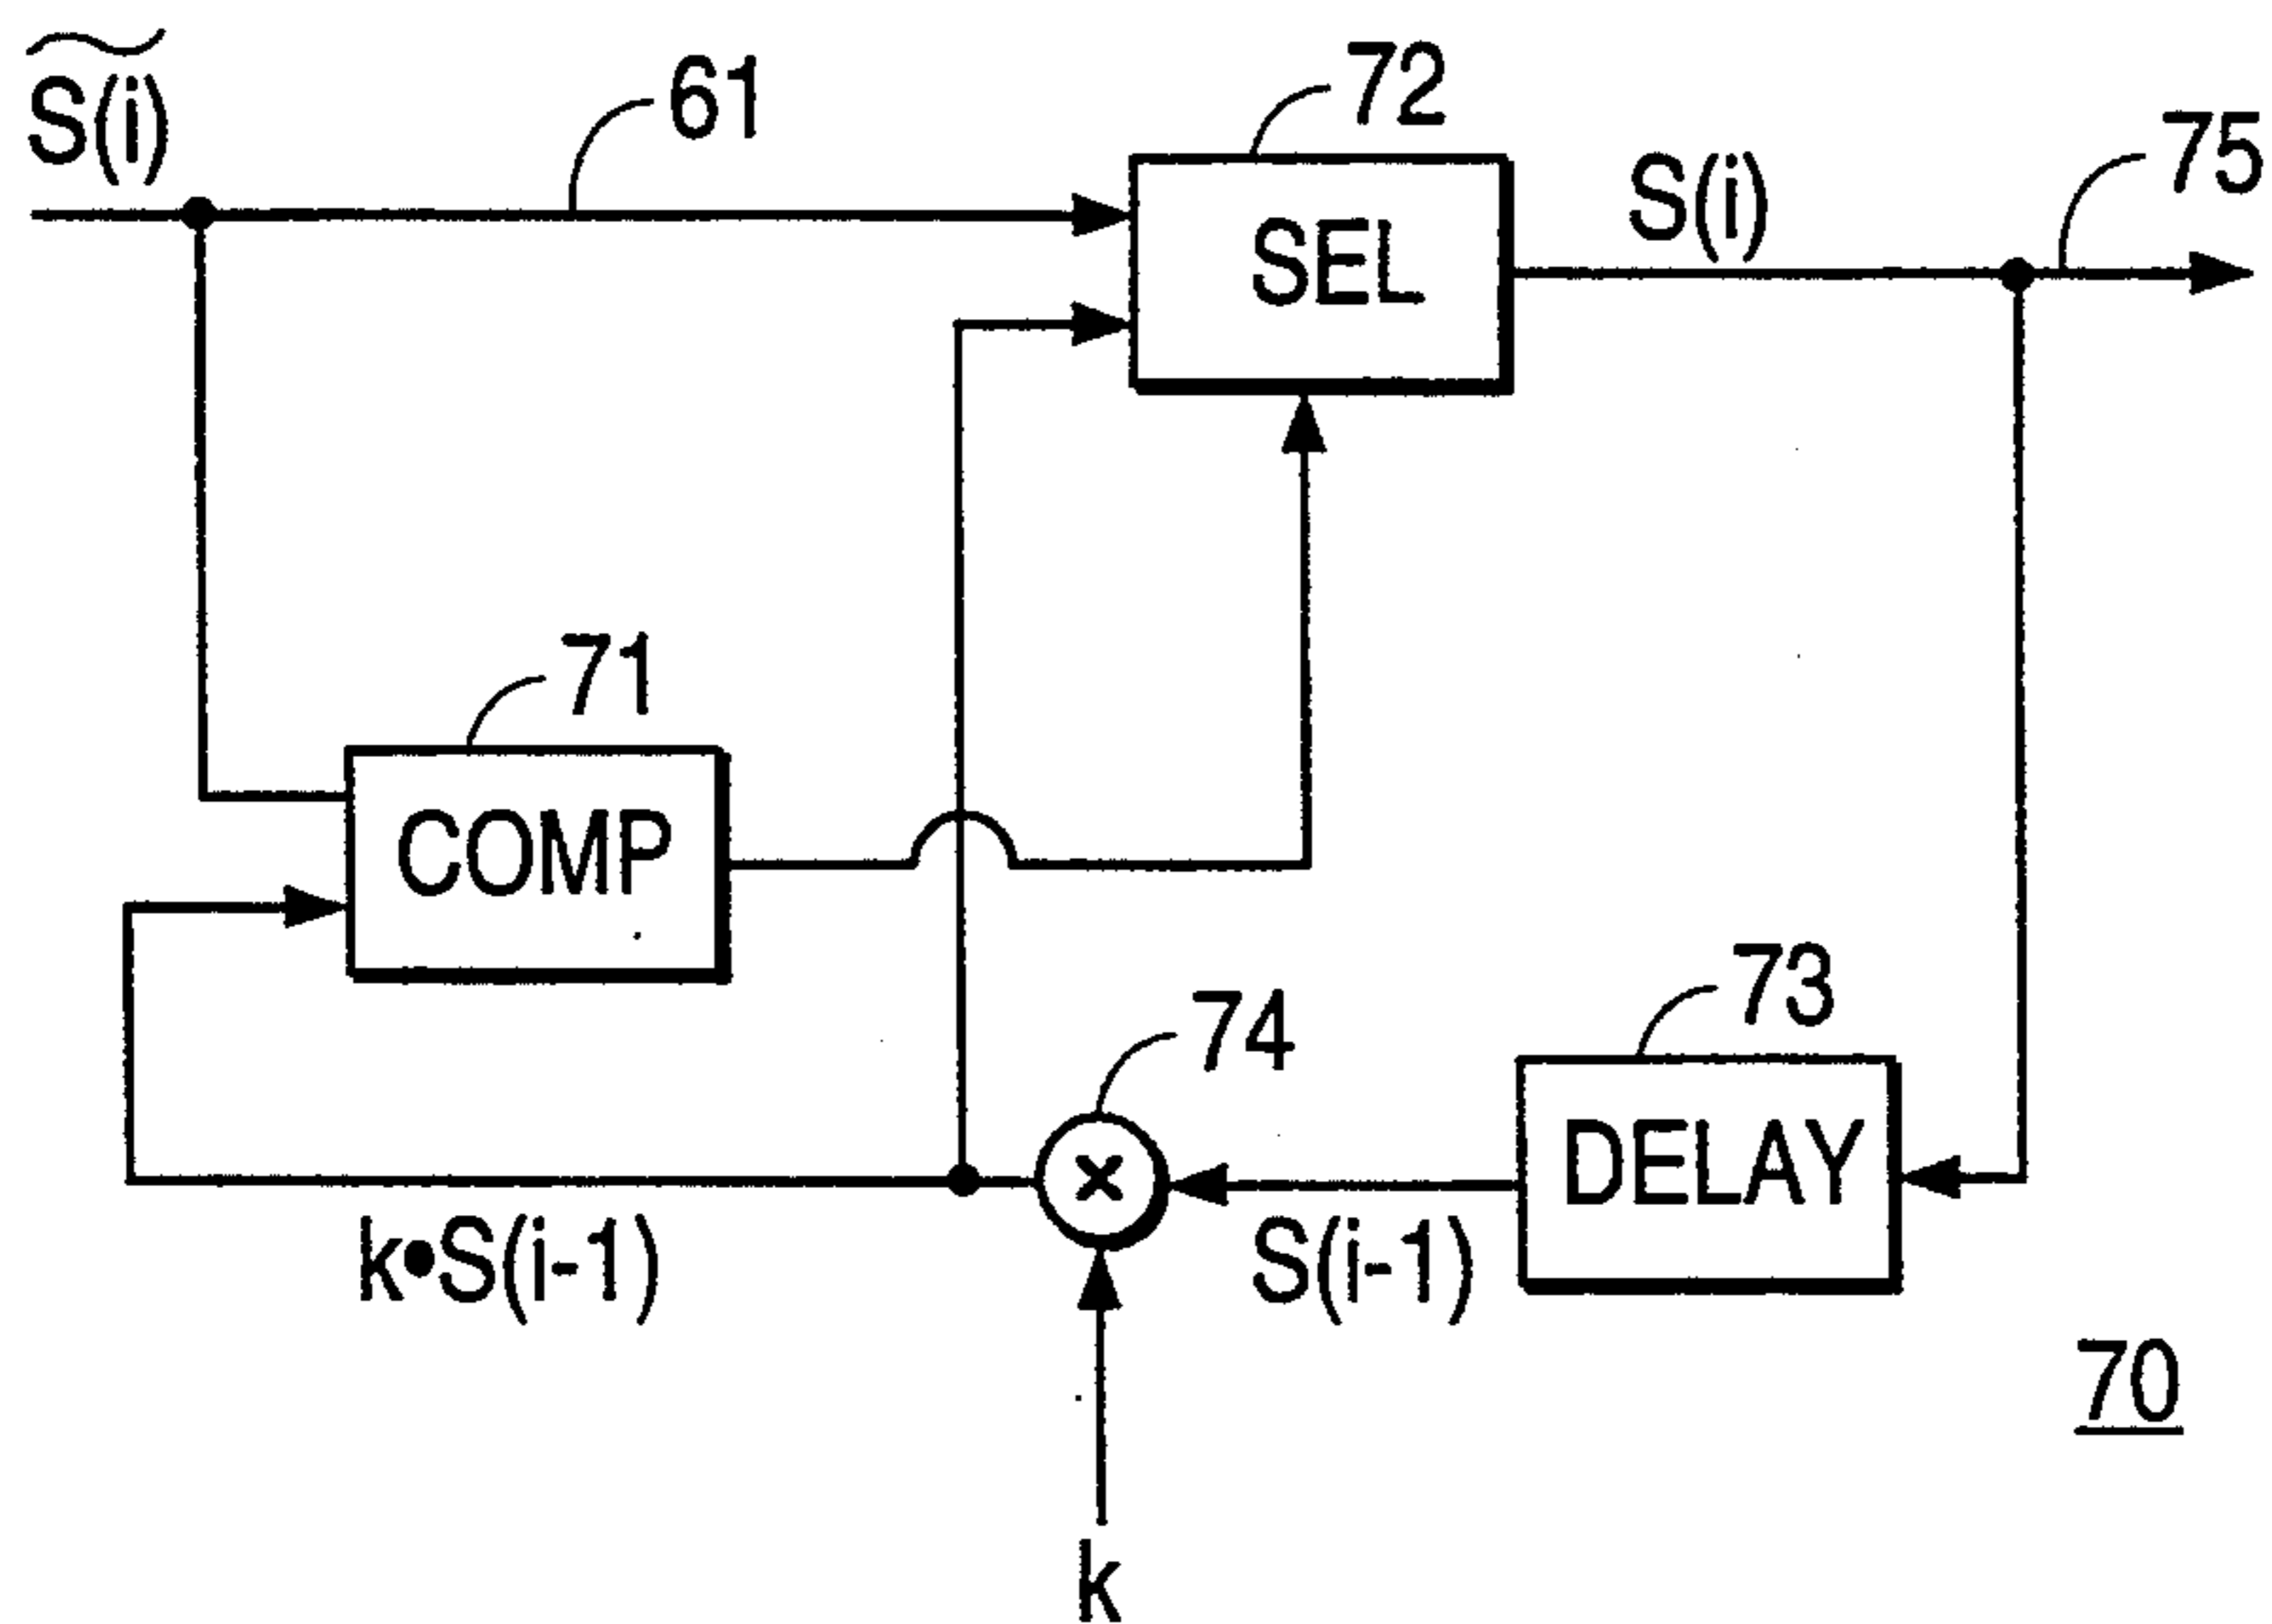 S̃(i)
61
72
75
SEL
S(i)
71
COMP
74
73
DELAY
k•S(i-1)
S(i-1)
70
k